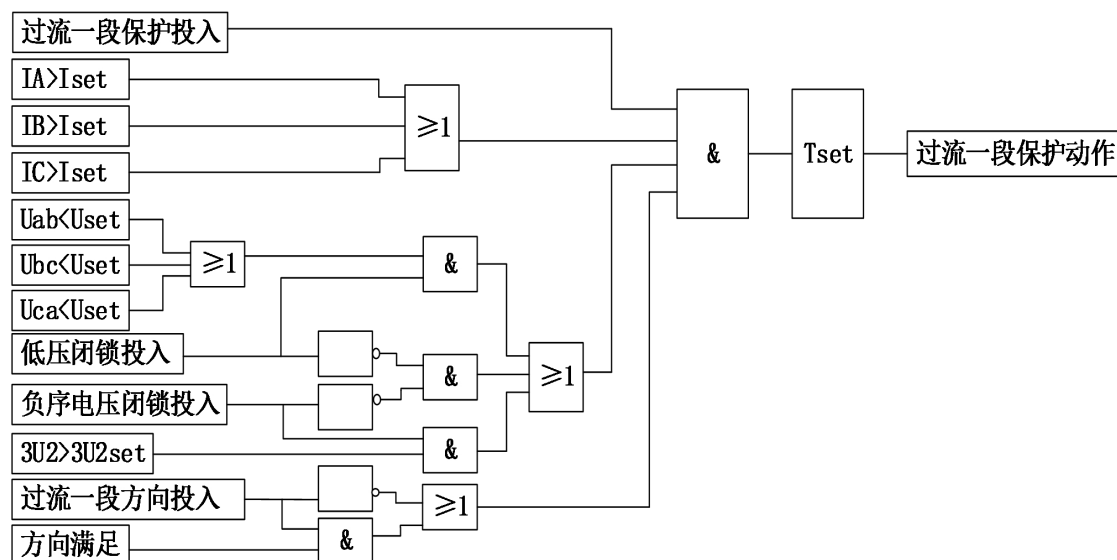 过流一段保护投入
IA>Iset
IB>Iset
IC>Iset
≥1
&
Tset
过流一段保护动作
Uab<Uset
Ubc<Uset
Uca<Uset
≥1
&
低压闭锁投入
负序电压闭锁投入
&
≥1
3U2>3U2set
&
过流一段方向投入
方向满足
&
≥1